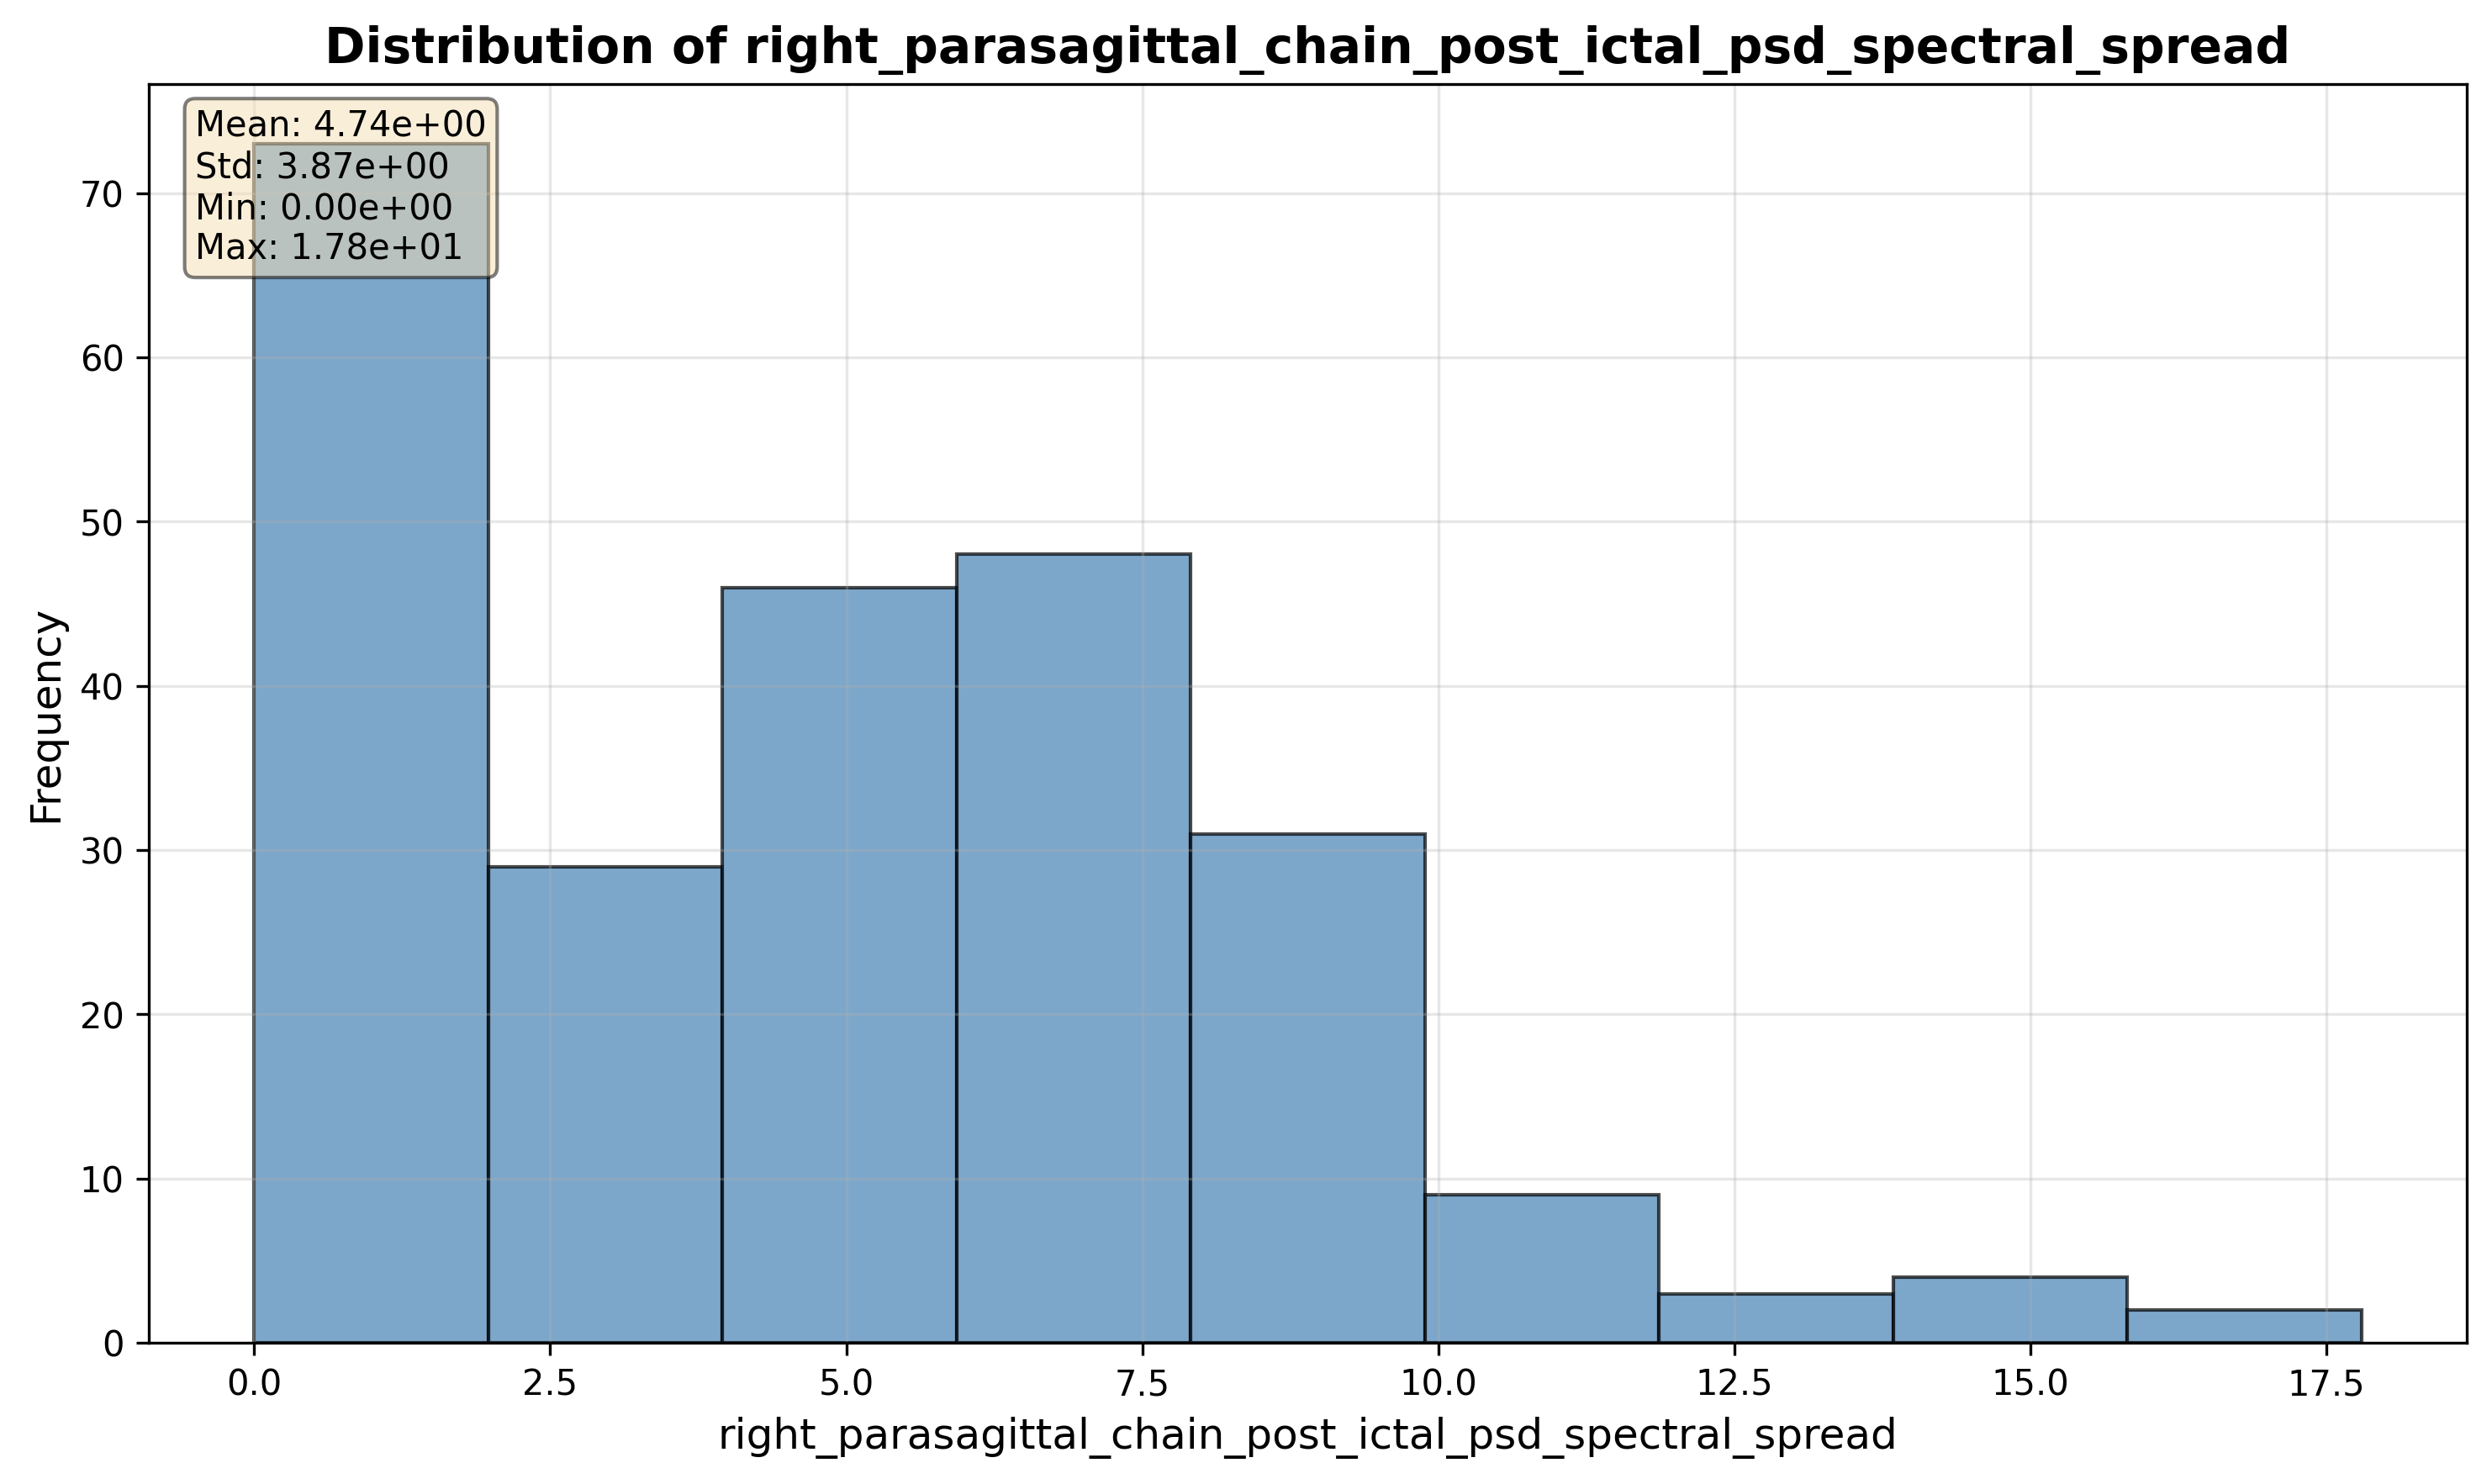 Distribution of right_parasagittal_chain_post_ictal_psd_spectral_spread
Mean: 4.74e+00
Std: 3.87e+00
Min: 0.00e+00
Max: 1.78e+01
70
60
50
40
30
20
10
0
Frequency
0.0 2.5 5.0 7.5 10.0 12.5 15.0 17.5
right_parasagittal_chain_post_ictal_psd_spectral_spread